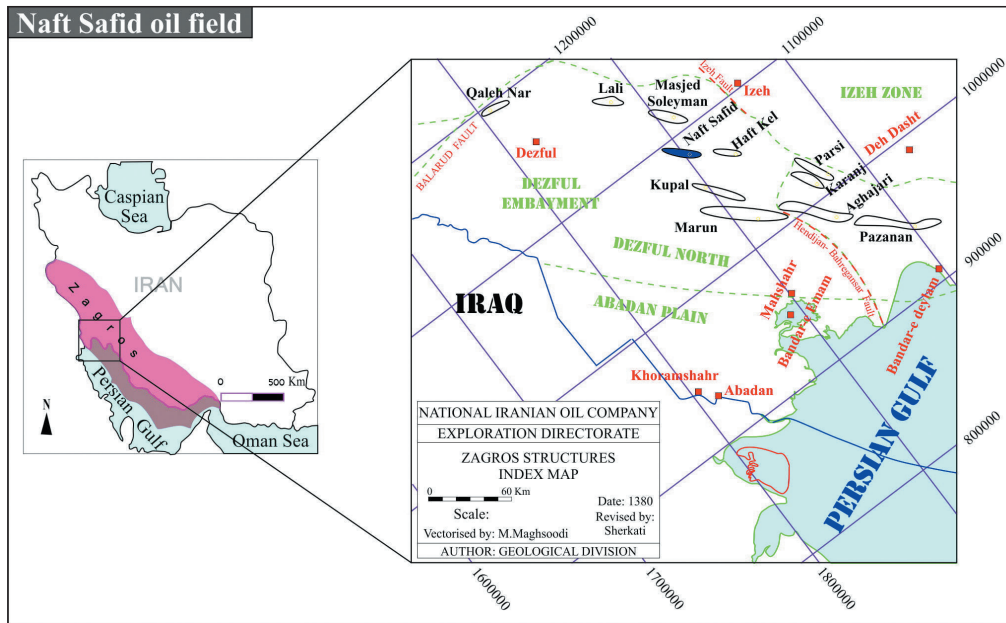 Naft Safid oil field
1200000
1100000
1000000
900000
800000
1600000
1700000
1800000
Caspian
Sea
IRAN
Zagros
0 500 Km
N
Persian Gulf
Oman Sea
Qaleh Nar
Lali
Masjed
Soleyman
Izeh Fault
Izeh
IZEH ZONE
Naft Safid
Haft Kel
Deh Dasht
BALARUD FAULT
Dezful
Parsi
Karanj
Aghajari
DEZFUL
EMBAYMENT
Kupal
Marun
Pazanan
DEZFUL NORTH
Hendijan- Bahregansar Fault
IRAQ
ABADAN PLAIN
Mahshahr
Bandar-e Emam
Bandar-e deylam
Khoramshahr
Abadan
PERSIAN GULF
NATIONAL IRANIAN OIL COMPANY
EXPLORATION DIRECTORATE
ZAGROS STRUCTURES
INDEX MAP
0 60 Km
Scale:
Date: 1380
Revised by:
Sherkati
Vectorised by: M.Maghsoodi
AUTHOR: GEOLOGICAL DIVISION